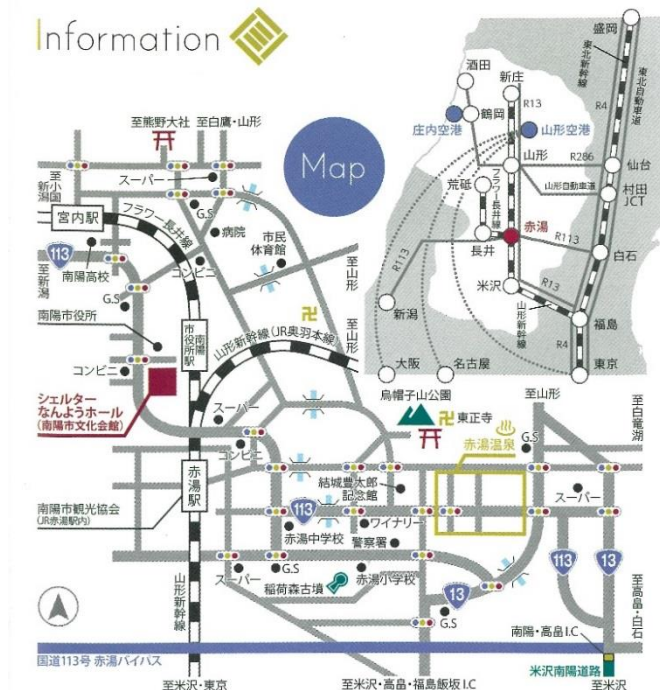 Information
Map
盛岡
東北新幹線
東北自動車道
R4
酒田
新庄
R13
鶴岡
庄内空港
山形空港
山形
R286
仙台
荒砥
フラワー長井線
山形自動車道
村田
JCT
赤湯
長井
R113
R113
白石
米沢
R13
山形新幹線
新潟
福島
R4
大阪
名古屋
東京
至熊野大社
至白鷹・山形
至小国
新潟
スーパー
G.S
宮内駅
フラワー長井線
病院
市民
体育館
113
南陽高校
コンビニ
至新潟
至山形
G.S
南陽市役所
南陽
市役所駅
山形新幹線(JR奥羽本線)
至山形
コンビニ
シェルター
なんようホール
(南陽市文化会館)
スーパー
コンビニ
烏帽子山公園
東正寺
至山形
至白竜湖
赤湯温泉
G.S
赤湯駅
結城豊太郎
記念館
スーパー
南陽市観光協会
(JR赤湯駅内)
113
ワイナリー
赤湯中学校
警察署
113
13
山形新幹線
スーパー
G.S
稲荷森古墳
赤湯小学校
13
G.S
至高畠・白石
南陽・高畠I.C
国道113号 赤湯バイパス
米沢南陽道路
至米沢・東京
至米沢・高畠・福島飯坂I.C
至米沢